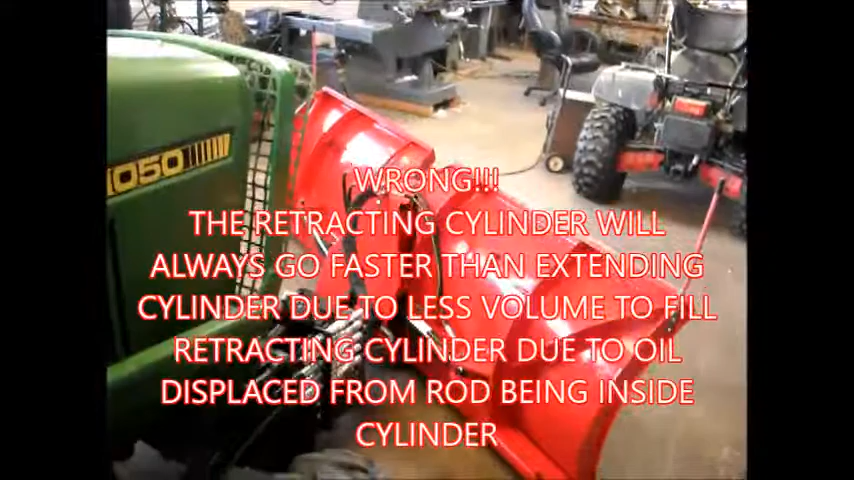 1050
WRONG!!!
THE RETRACTING CYLINDER WILL
ALWAYS GO FASTER THAN EXTENDING
CYLINDER DUE TO LESS VOLUME TO FILL
RETRACTING CYLINDER DUE TO OIL
DISPLACED FROM ROD BEING INSIDE
CYLINDER